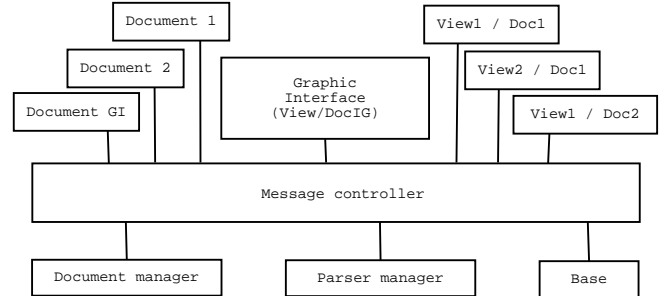 Document 1
View1 / Doc1
Document 2
View2 / Doc1
Graphic
Interface
(View/DocIG)
Document GI
View1 / Doc2
Message controller
Document manager
Parser manager
Base